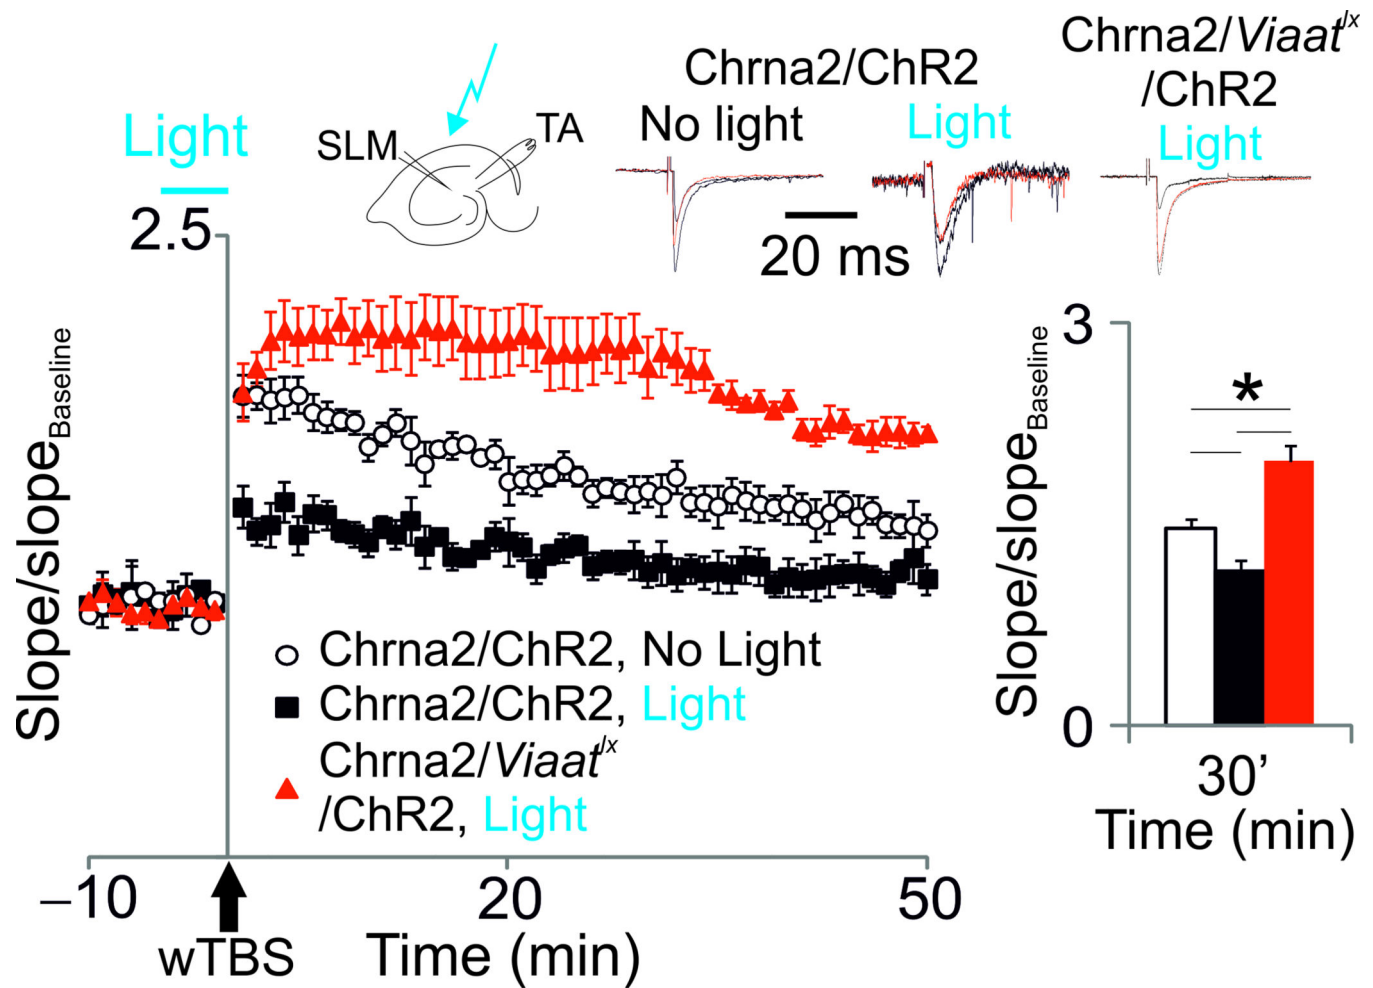 Light
SLM
TA
Chrna2/ChR2
No light
Light
Chrna2/Viaat^lx
/ChR2
Light
20 ms
2.5
Slope/slope_Baseline
Chrna2/ChR2, No Light
Chrna2/ChR2, Light
Chrna2/Viaat^lx
/ChR2, Light
–10
20
50
wTBS
Time (min)
3
*
Slope/slope_Baseline
0
30’
Time (min)